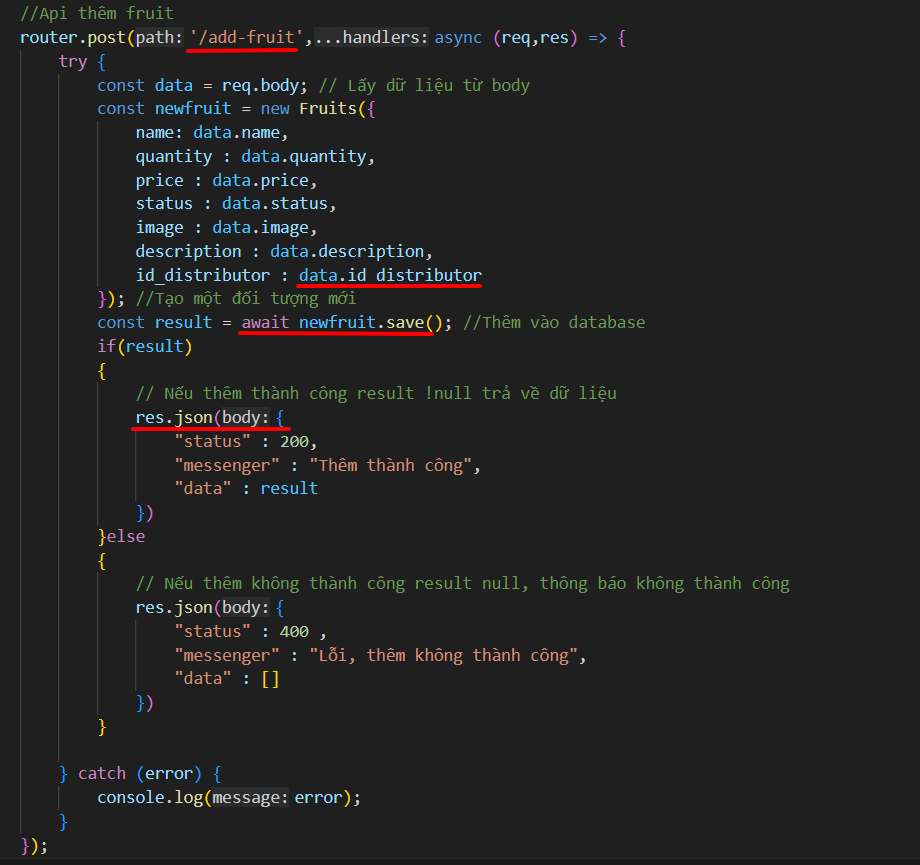 //Api thêm fruit
router.post(path: '/add-fruit',...handlers: async (req,res) => {
try {
const data = req.body; // Lấy dữ liệu từ body
const newfruit = new Fruits({
name: data.name,
quantity : data.quantity,
price : data.price,
status : data.status,
image : data.image,
description : data.description,
id_distributor : data.id_distributor
}); //Tạo một đối tượng mới
const result = await newfruit.save(); //Thêm vào database
if(result)
{
// Nếu thêm thành công result !null trả về dữ liệu
res.json(body: {
"status" : 200,
"messenger" : "Thêm thành công",
"data" : result
})
}else
{
// Nếu thêm không thành công result null, thông báo không thành công
res.json(body: {
"status" : 400 ,
"messenger" : "Lỗi, thêm không thành công",
"data" : []
})
}
} catch (error) {
console.log(message: error);
}
});